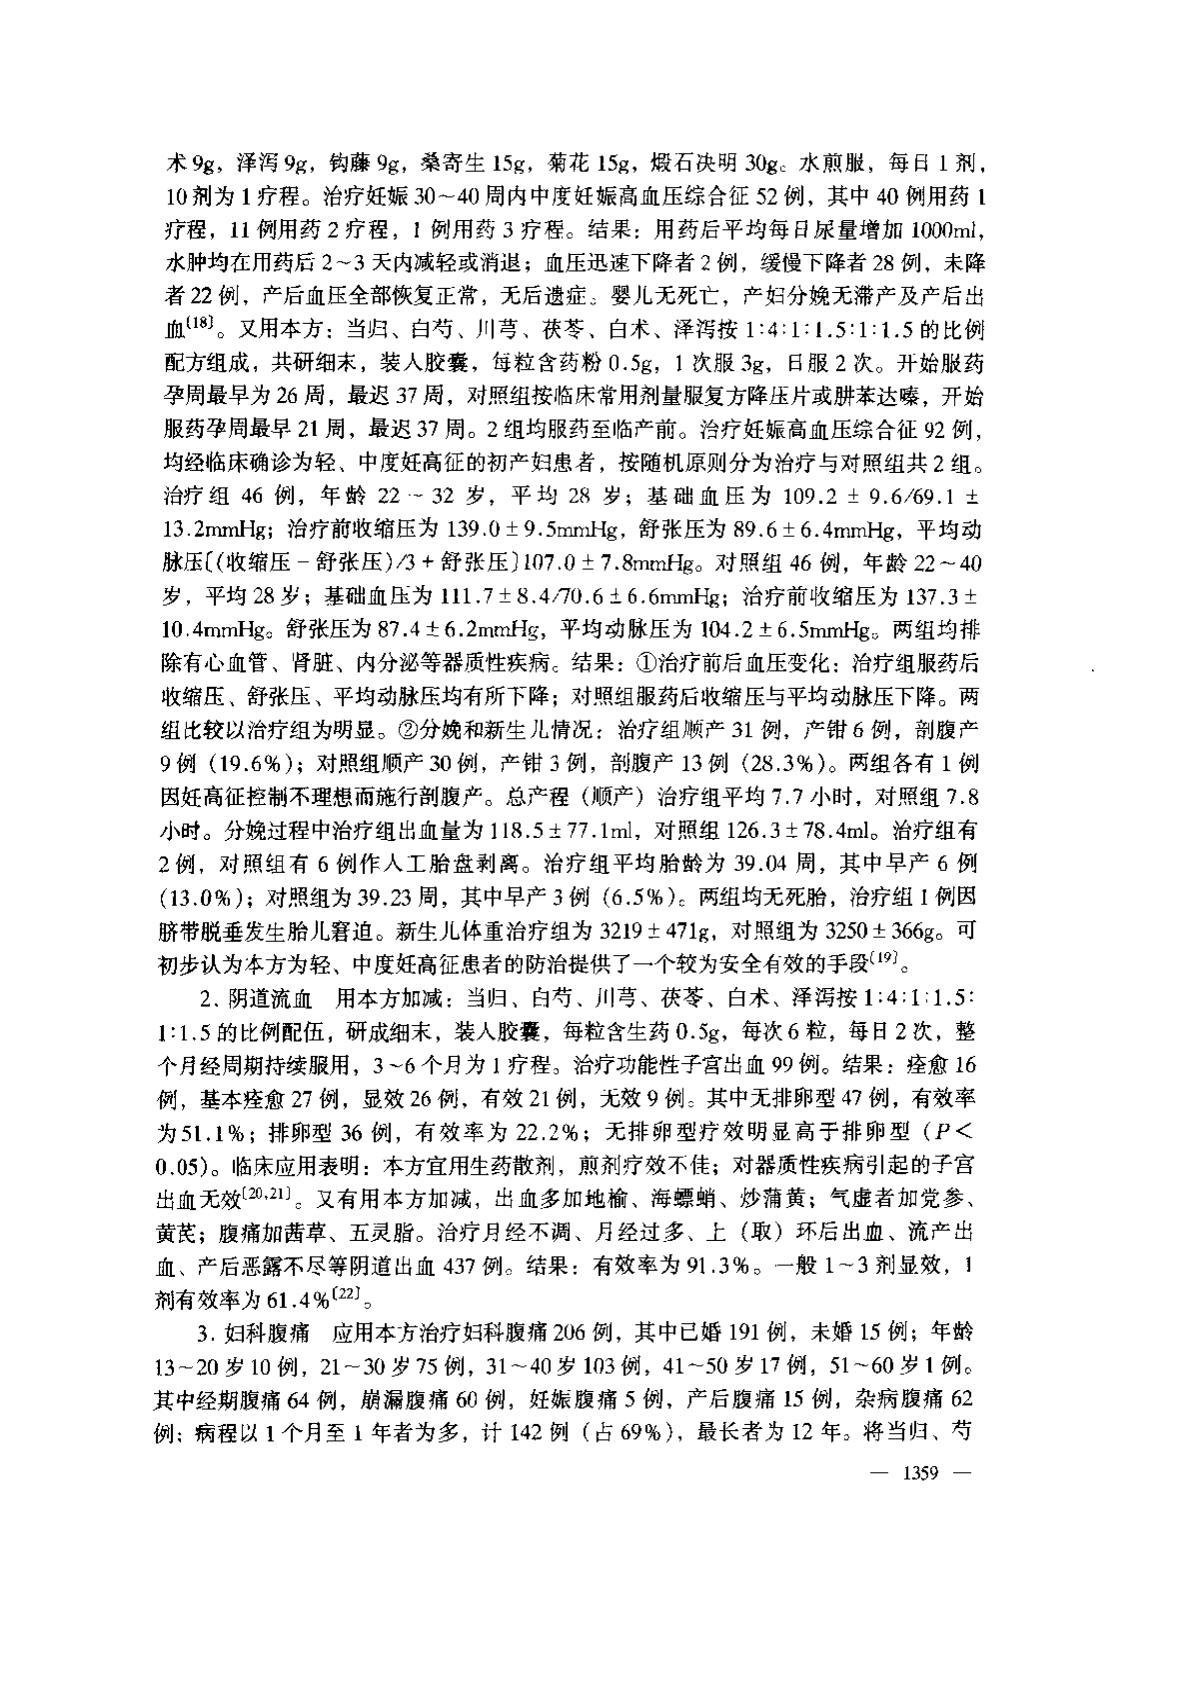 术 9g，泽泻 9g，钩藤 9g，桑寄生 15g，菊花 15g，煅石决明 30g。水煎服，每日 1 剂，
10 剂为 1 疗程。治疗妊娠 30～40 周内中度妊娠高血压综合征 52 例，其中 40 例用药 1
疗程，11 例用药 2 疗程，1 例用药 3 疗程。结果：用药后平均每日尿量增加 1000ml，
水肿均在用药后 2～3 天内减轻或消退；血压迅速下降者 2 例，缓慢下降者 28 例，未降
者 22 例，产后血压全部恢复正常，无后遗症。婴儿无死亡，产妇分娩无滞产及产后出
血〔18〕。又用本方：当归、白芍、川芎、茯苓、白术、泽泻按 1∶4∶1∶1.5∶1∶1.5 的比例
配方组成，共研细末，装人胶囊，每粒含药粉 0.5g，1 次服 3g，日服 2 次。开始服药
孕周最早为 26 周，最迟 37 周，对照组按临床常用剂量服复方降压片或肼苯达嗪，开始
服药孕周最早 21 周，最迟 37 周。2 组均服药至临产前。治疗妊娠高血压综合征 92 例，
均经临床确诊为轻、中度妊高征的初产妇患者，按随机原则分为治疗与对照组共 2 组。
治疗组 46 例，年龄 22～32 岁，平均 28 岁；基础血压为 109.2 ± 9.6/69.1 ±
13.2mmHg；治疗前收缩压为 139.0±9.5mmHg，舒张压为 89.6±6.4mmHg，平均动
脉压〔(收缩压－舒张压)/3＋舒张压〕107.0±7.8mmHg。对照组 46 例，年龄 22～40
岁，平均 28 岁；基础血压为 111.7±8.4/70.6±6.6mmHg；治疗前收缩压为 137.3±
10.4mmHg。舒张压为 87.4±6.2mmHg，平均动脉压为 104.2±6.5mmHg。两组均排
除有心血管、肾脏、内分泌等器质性疾病。结果：①治疗前后血压变化：治疗组服药后
收缩压、舒张压、平均动脉压均有所下降；对照组服药后收缩压与平均动脉压下降。两
组比较以治疗组为明显。②分娩和新生儿情况：治疗组顺产 31 例，产钳 6 例，剖腹产
9 例（19.6%）；对照组顺产 30 例，产钳 3 例，剖腹产 13 例（28.3%）。两组各有 1 例
因妊高征控制不理想而施行剖腹产。总产程（顺产）治疗组平均 7.7 小时，对照组 7.8
小时。分娩过程中治疗组出血量为 118.5±77.1ml，对照组 126.3±78.4ml。治疗组有
2 例，对照组有 6 例作人工胎盘剥离。治疗组平均胎龄为 39.04 周，其中早产 6 例
（13.0%）；对照组为 39.23 周，其中早产 3 例（6.5%）。两组均无死胎，治疗组 1 例因
脐带脱垂发生胎儿窘迫。新生儿体重治疗组为 3219±471g，对照组为 3250±366g。可
初步认为本方为轻、中度妊高征患者的防治提供了一个较为安全有效的手段〔19〕。
2. 阴道流血　用本方加减：当归、白芍、川芎、茯苓、白术、泽泻按 1∶4∶1∶1.5∶
1∶1.5 的比例配伍，研成细末，装人胶囊，每粒含生药 0.5g，每次 6 粒，每日 2 次，整
个月经周期持续服用，3～6 个月为 1 疗程。治疗功能性子宫出血 99 例。结果：痊愈 16
例，基本痊愈 27 例，显效 26 例，有效 21 例，无效 9 例。其中无排卵型 47 例，有效率
为 51.1%；排卵型 36 例，有效率为 22.2%；无排卵型疗效明显高于排卵型（P＜
0.05）。临床应用表明：本方宜用生药散剂，煎剂疗效不佳；对器质性疾病引起的子宫
出血无效〔20,21〕。又有用本方加减，出血多加地榆、海螵蛸、炒蒲黄；气虚者加党参、
黄芪；腹痛加茜草、五灵脂。治疗月经不调、月经过多、上（取）环后出血、流产出
血、产后恶露不尽等阴道出血 437 例。结果：有效率为 91.3%。一般 1～3 剂显效，1
剂有效率为 61.4%〔22〕。
3. 妇科腹痛　应用本方治疗妇科腹痛 206 例，其中已婚 191 例，未婚 15 例；年龄
13～20 岁 10 例，21～30 岁 75 例，31～40 岁 103 例，41～50 岁 17 例，51～60 岁 1 例。
其中经期腹痛 64 例，崩漏腹痛 60 例，妊娠腹痛 5 例，产后腹痛 15 例，杂病腹痛 62
例；病程以 1 个月至 1 年者为多，计 142 例（占 69%），最长者为 12 年。将当归、芍
— 1359 —